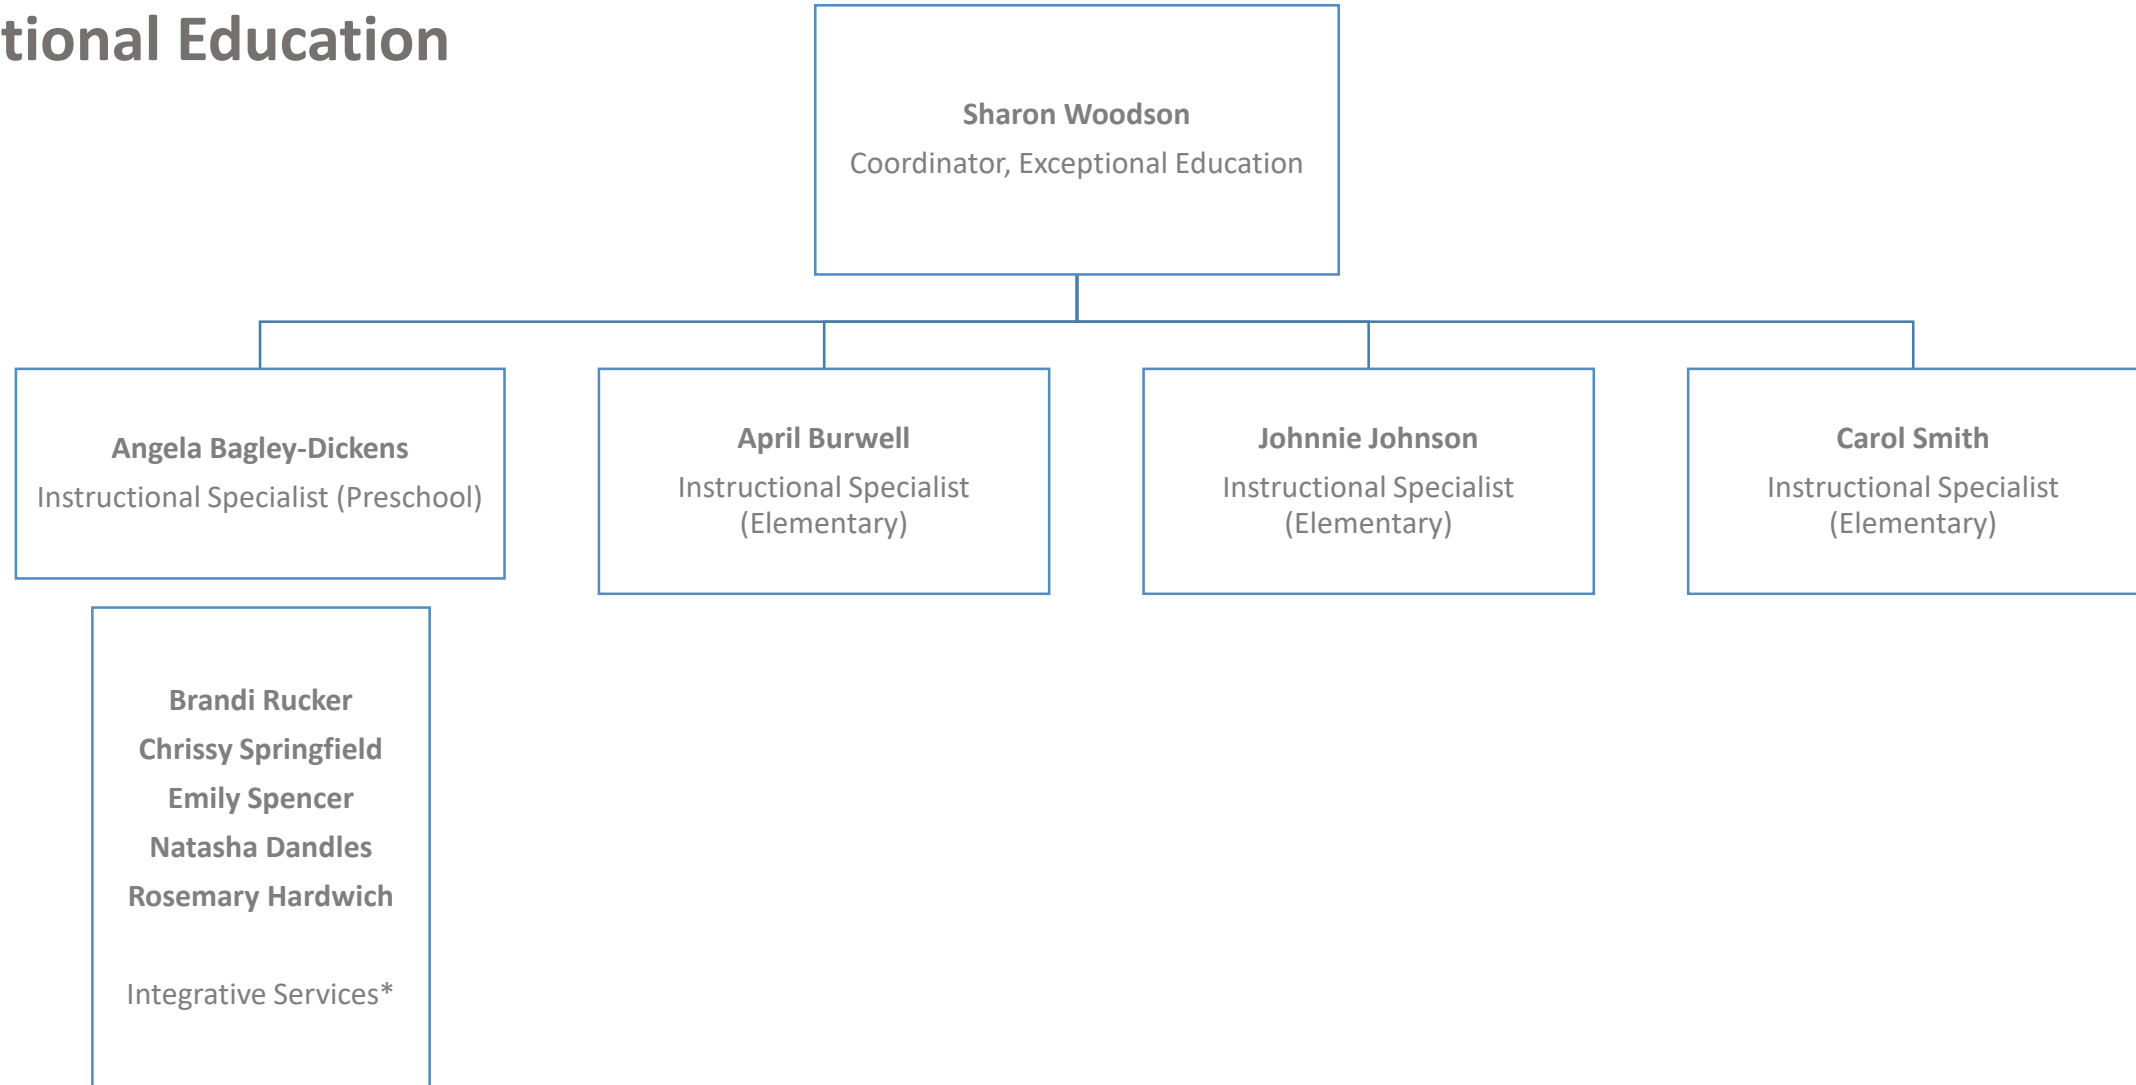 tional Education
Sharon Woodson
Coordinator, Exceptional Education
Angela Bagley-Dickens
Instructional Specialist (Preschool)
April Burwell
Instructional Specialist
(Elementary)
Johnnie Johnson
Instructional Specialist
(Elementary)
Carol Smith
Instructional Specialist
(Elementary)
Brandi Rucker
Chrissy Springfield
Emily Spencer
Natasha Dandles
Rosemary Hardwich
Integrative Services*